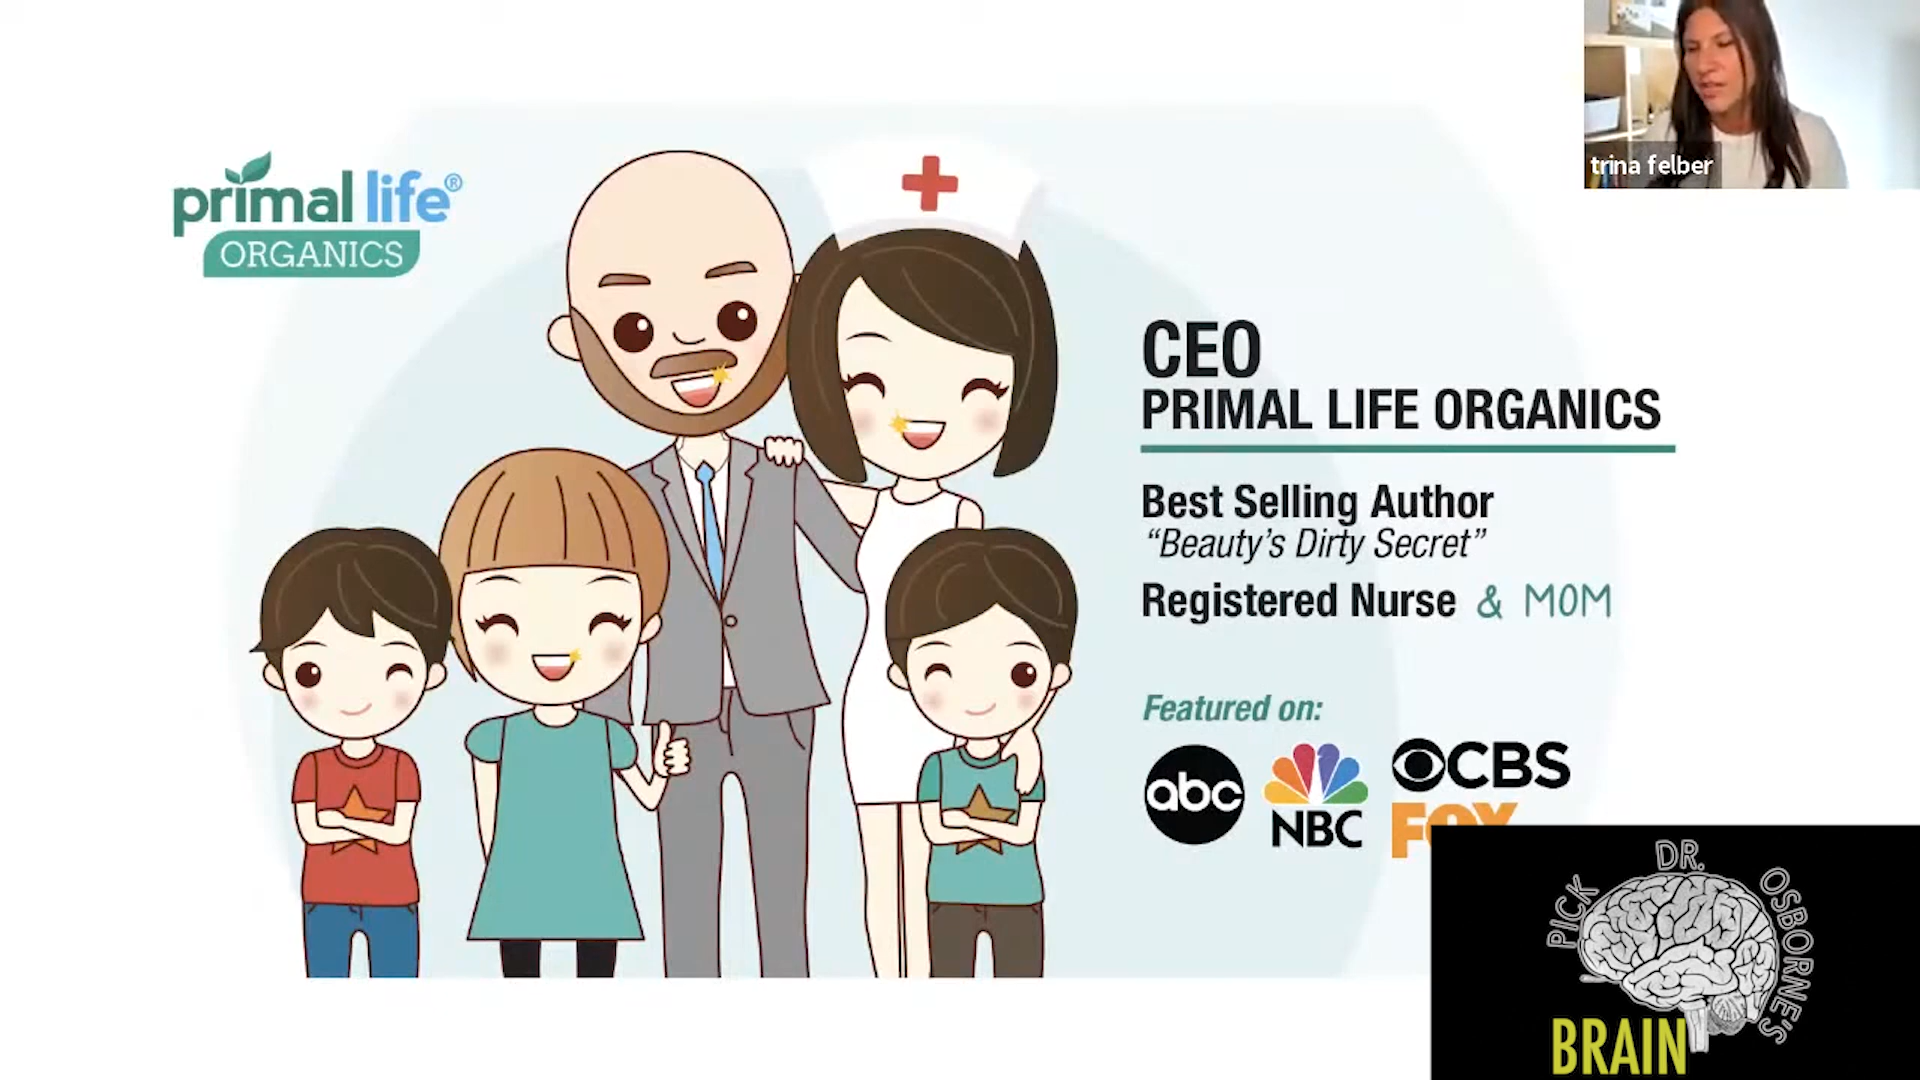 trina felber
primal life®
ORGANICS
CEO
PRIMAL LIFE ORGANICS
Best Selling Author
“Beauty’s Dirty Secret”
Registered Nurse & MOM
Featured on:
abc
NBC
CBS
FOX
PICK DR. OSBORNE'S
BRAIN